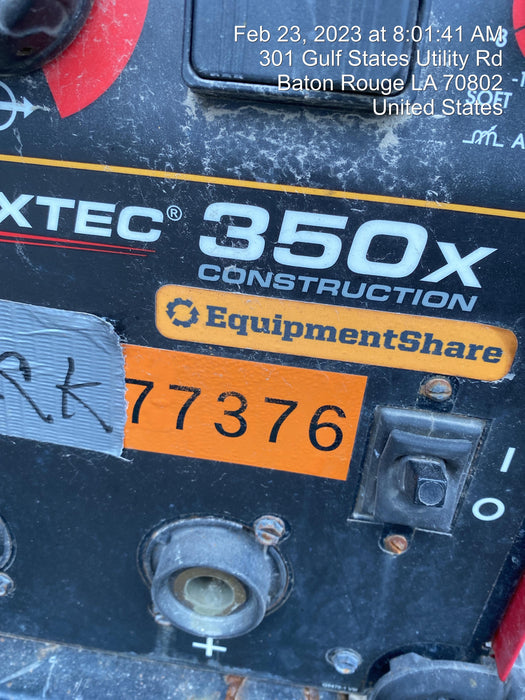 Feb 23, 2023 at 8:01:41 AM
301 Gulf States Utility Rd
Baton Rouge LA 70802
United States
SOFT
XTEC® 350x
CONSTRUCTION
EquipmentShare
RK
77376
I
O
+